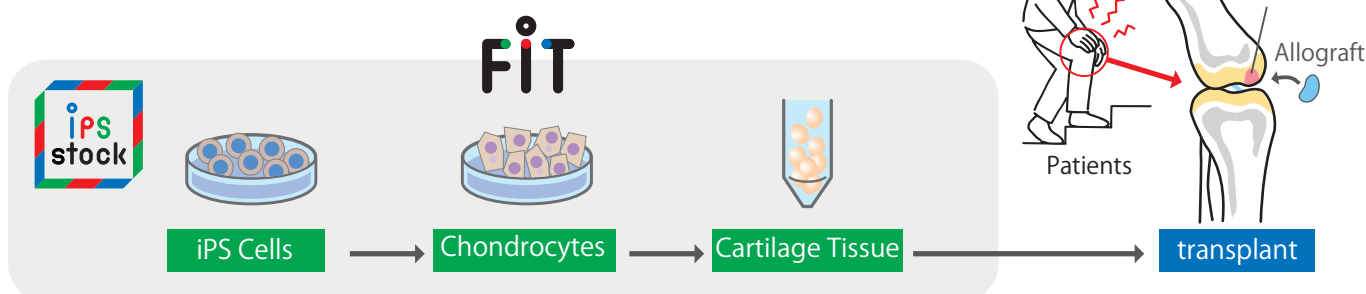 FiT
iPS
stock
Allograft
Patients
iPS Cells
Chondrocytes
Cartilage Tissue
transplant